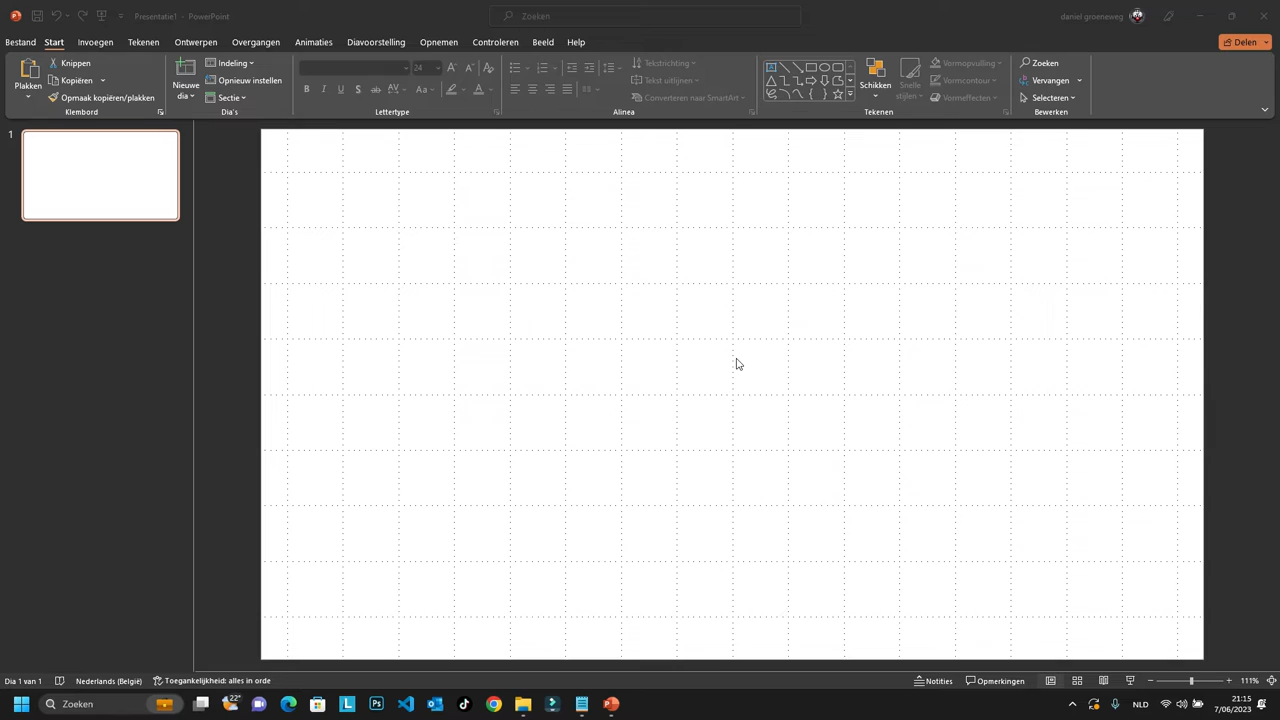 Presentatie1 - PowerPoint
Zoeken
daniel groeneweg
Bestand Start Invoegen Tekenen Ontwerpen Overgangen Animaties Diavoorstelling Opnemen Controleren Beeld Help
Delen
Plakken
Knippen
Kopiëren
Opmaak kopiëren/plakken
Klembord
Nieuwe dia
Indeling
Opnieuw instellen
Sectie
Dia's
24
Lettertype
Tekstrichting
Tekst uitlijnen
Converteren naar SmartArt
Alinea
Schikken
Snelle stijlen
Vormopvulling
Vormcontour
Vormeffecten
Tekenen
Zoeken
Vervangen
Selecteren
Bewerken
1
Dia 1 van 1
Nederlands (België)
Toegankelijkheid: alles in orde
Notities
Opmerkingen
111%
Zoeken
22°
NLD
21:15
7/06/2023